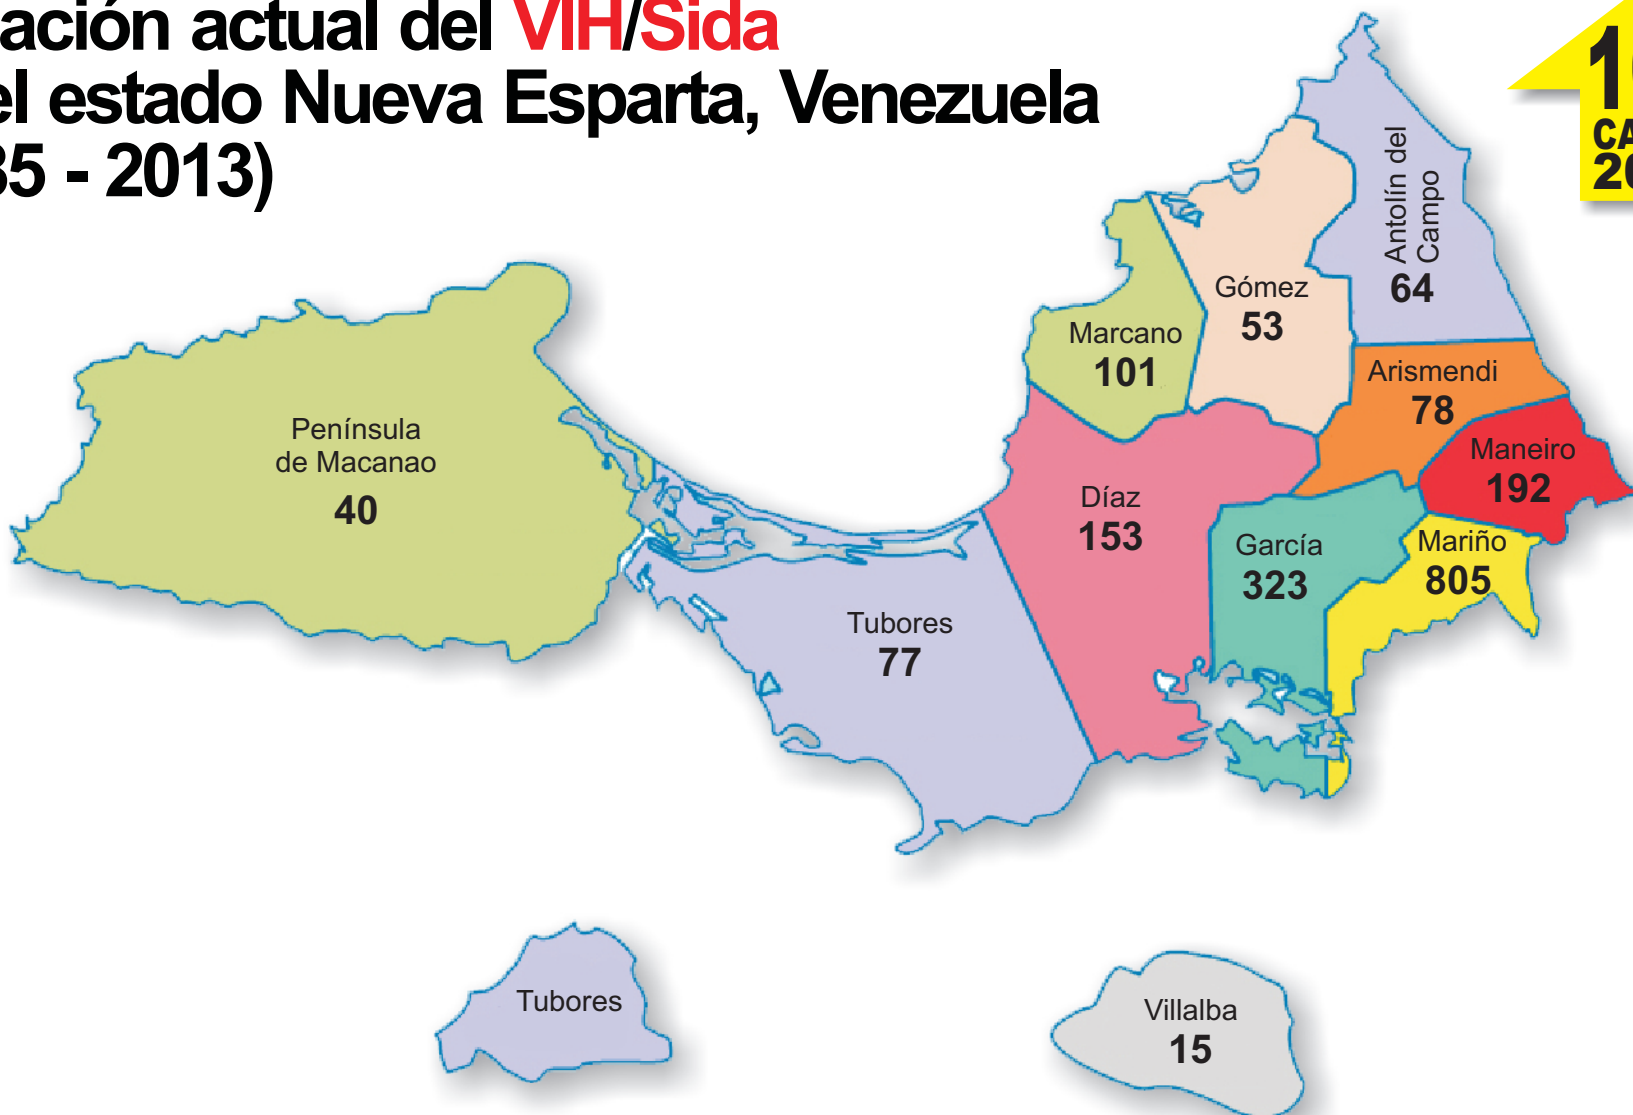 ación actual del VIH/Sida
el estado Nueva Esparta, Venezuela
35 - 2013)
Antolín del
Campo
64
Gómez
53
Marcano
101
Arismendi
78
Península
de Macanao
40
Maneiro
192
Díaz
153
García
323
Mariño
805
Tubores
77
Tubores
Villalba
15